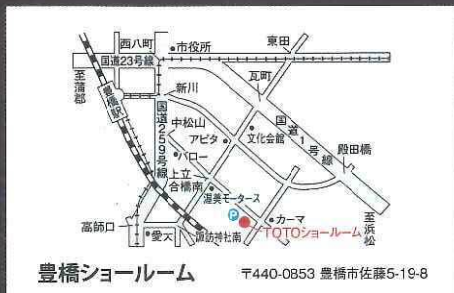 西八町
市役所
東田
国道23号線
至蒲郡
瓦町
新川
豊橋駅
国道259号線
中松山
国道1号線
アピタ
文化会館
殿田橋
バロー
上立
合橋南
渥美モータース
P
カーマ
至浜松
高師口
愛大
諏訪神社南
TOTOショールーム
豊橋ショールーム
〒440-0853 豊橋市佐藤5-19-8